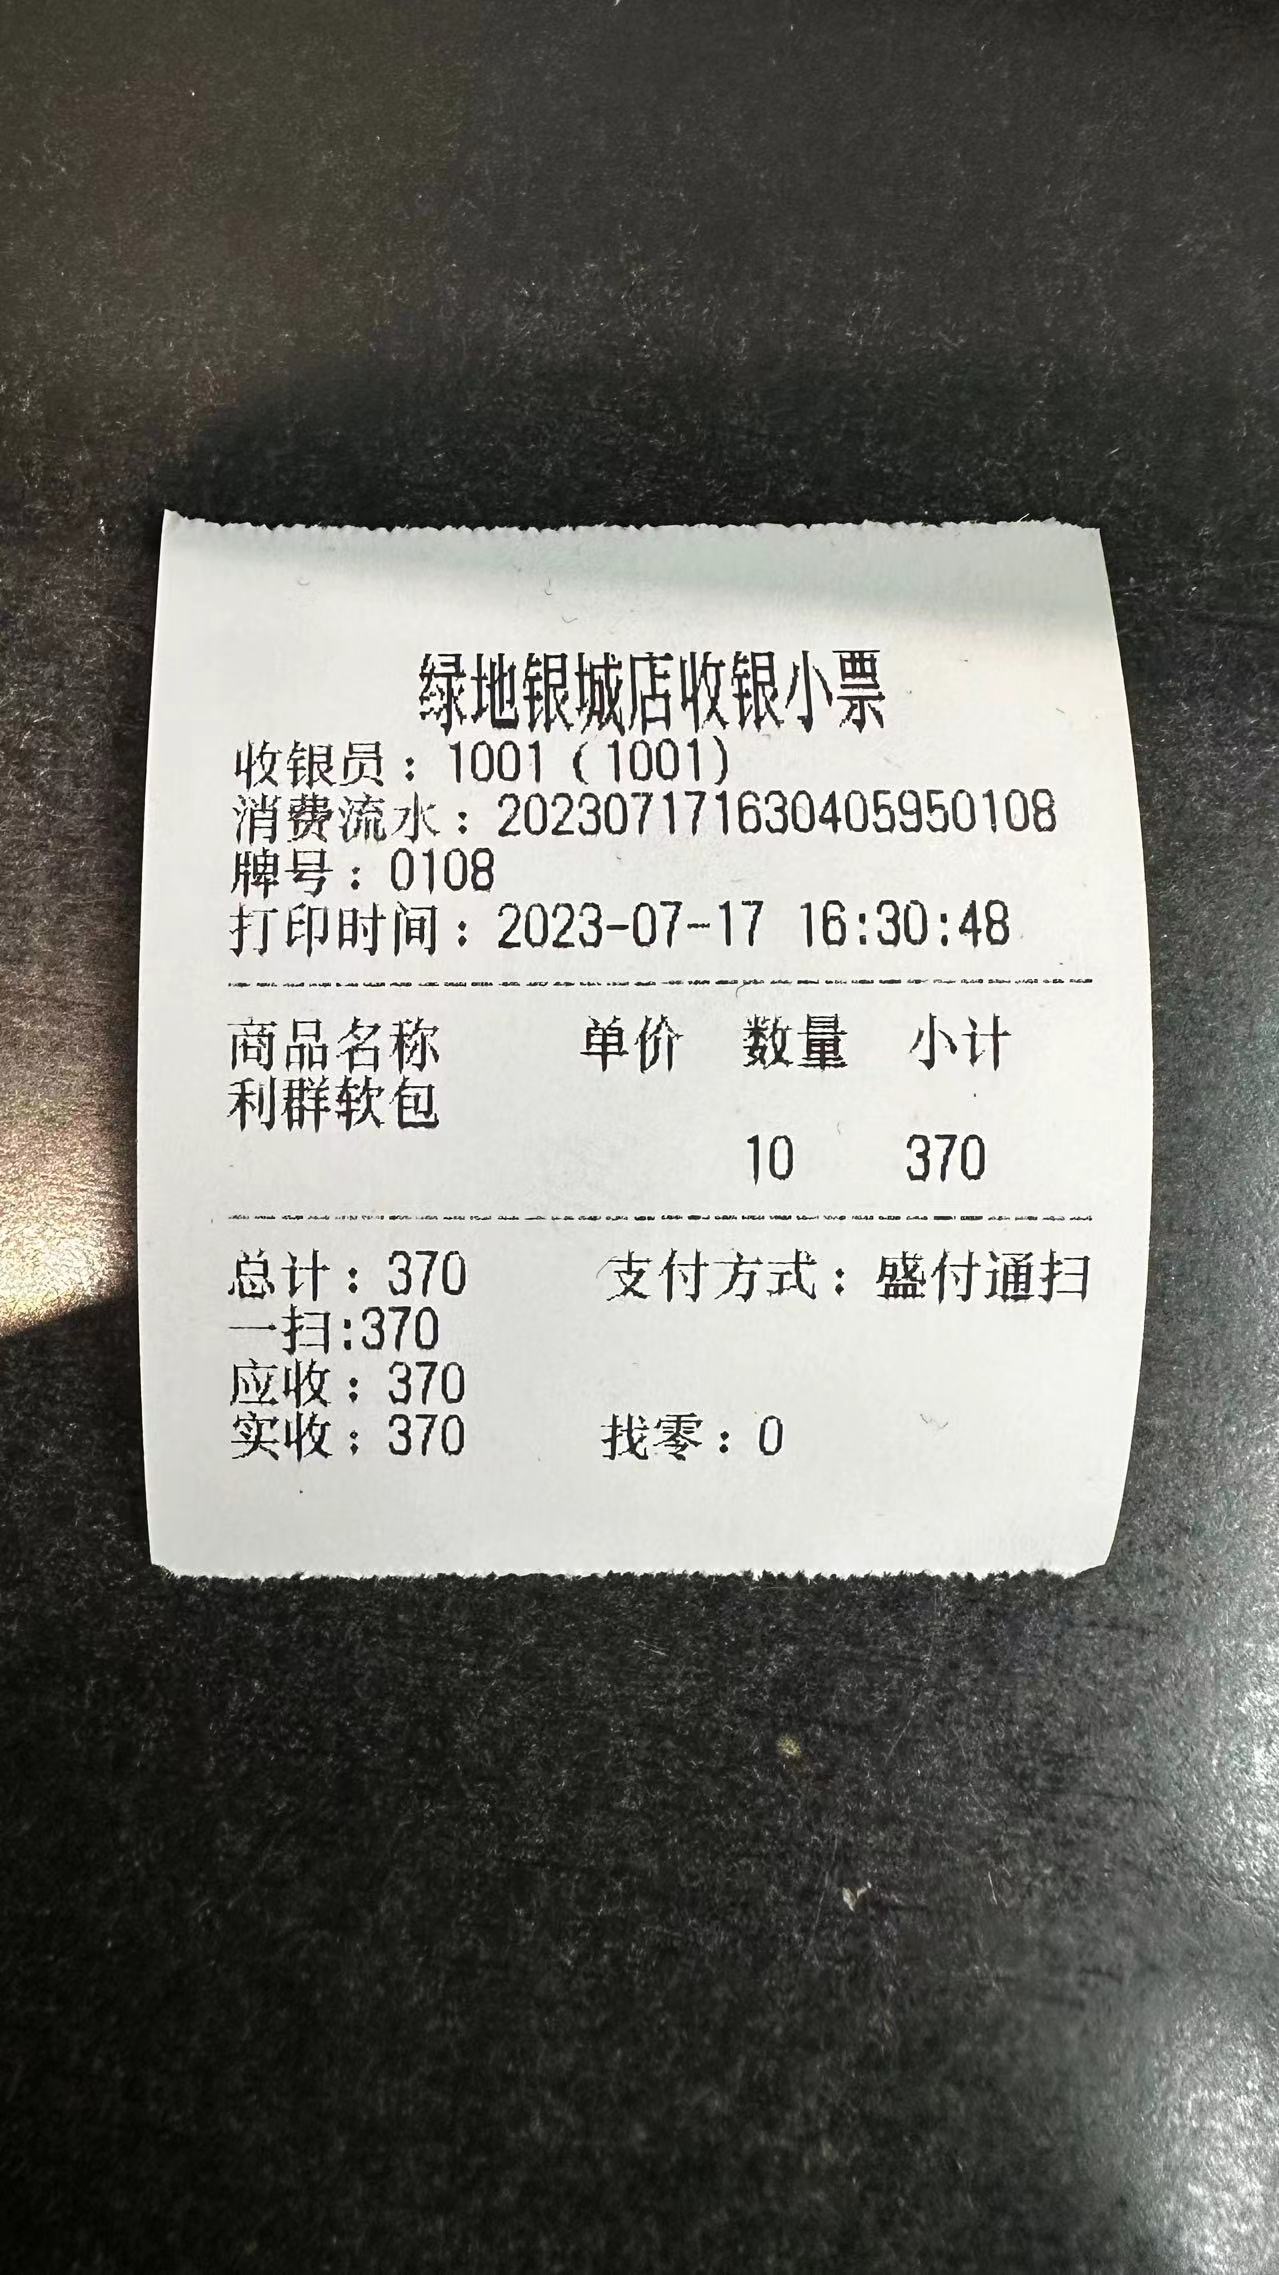 绿地银城店收银小票
收银员：1001（1001）
消费流水：2023071716304059501​08
牌号：0108
打印时间：2023-07-17 16:30:48
商品名称 单价 数量 小计
利群软包
10 370
总计：370 支付方式：盛付通扫
一扫:370
应收：370
实收：370 找零：0